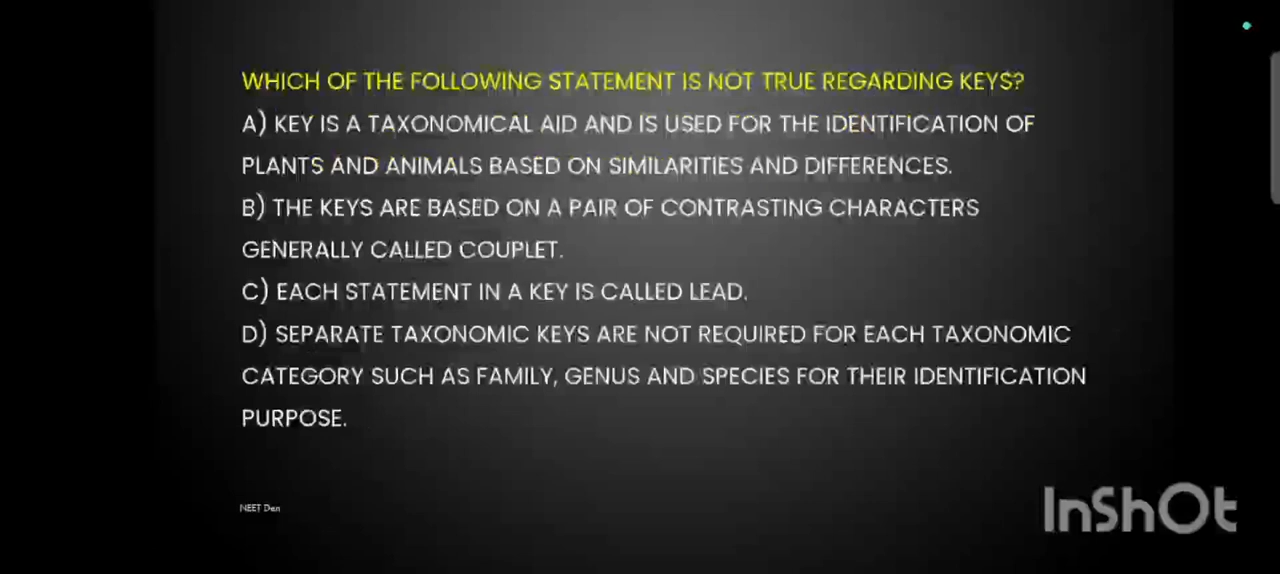 WHICH OF THE FOLLOWING STATEMENT IS NOT TRUE REGARDING KEYS?
A) KEY IS A TAXONOMICAL AID AND IS USED FOR THE IDENTIFICATION OF
PLANTS AND ANIMALS BASED ON SIMILARITIES AND DIFFERENCES.
B) THE KEYS ARE BASED ON A PAIR OF CONTRASTING CHARACTERS
GENERALLY CALLED COUPLET.
C) EACH STATEMENT IN A KEY IS CALLED LEAD.
D) SEPARATE TAXONOMIC KEYS ARE NOT REQUIRED FOR EACH TAXONOMIC
CATEGORY SUCH AS FAMILY, GENUS AND SPECIES FOR THEIR IDENTIFICATION
PURPOSE.
NEET Den
InShOt